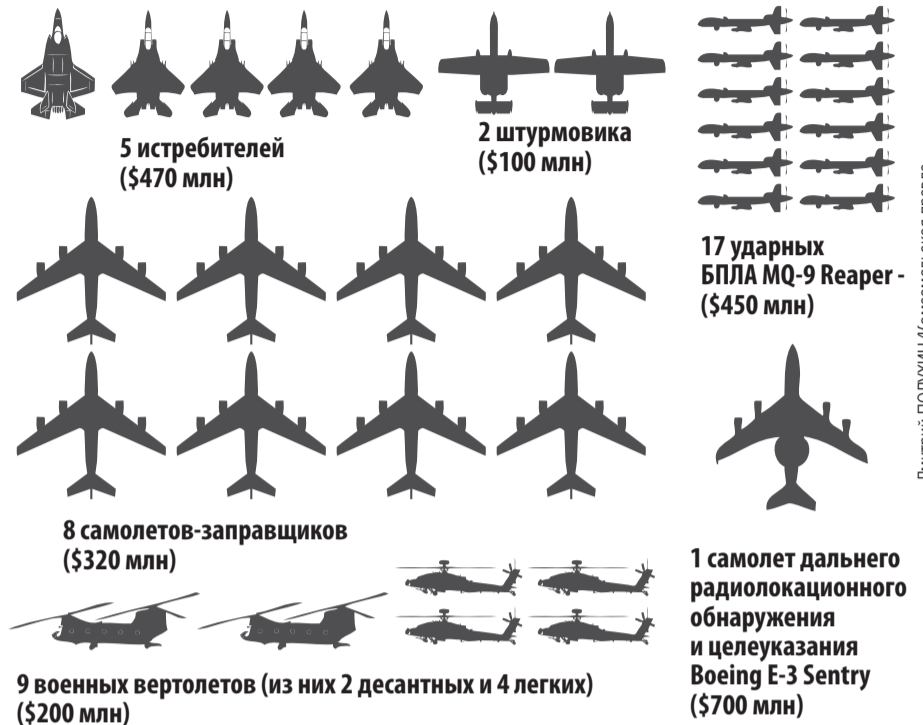 5 истребителей
($470 млн)
2 штурмовика
($100 млн)
17 ударных
БПЛА MQ-9 Reaper -
($450 млн)
8 самолетов-заправщиков
($320 млн)
1 самолет дальнего
радиолокационного
обнаружения
и целеуказания
Boeing E-3 Sentry
($700 млн)
9 военных вертолетов (из них 2 десантных и 4 легких)
($200 млн)